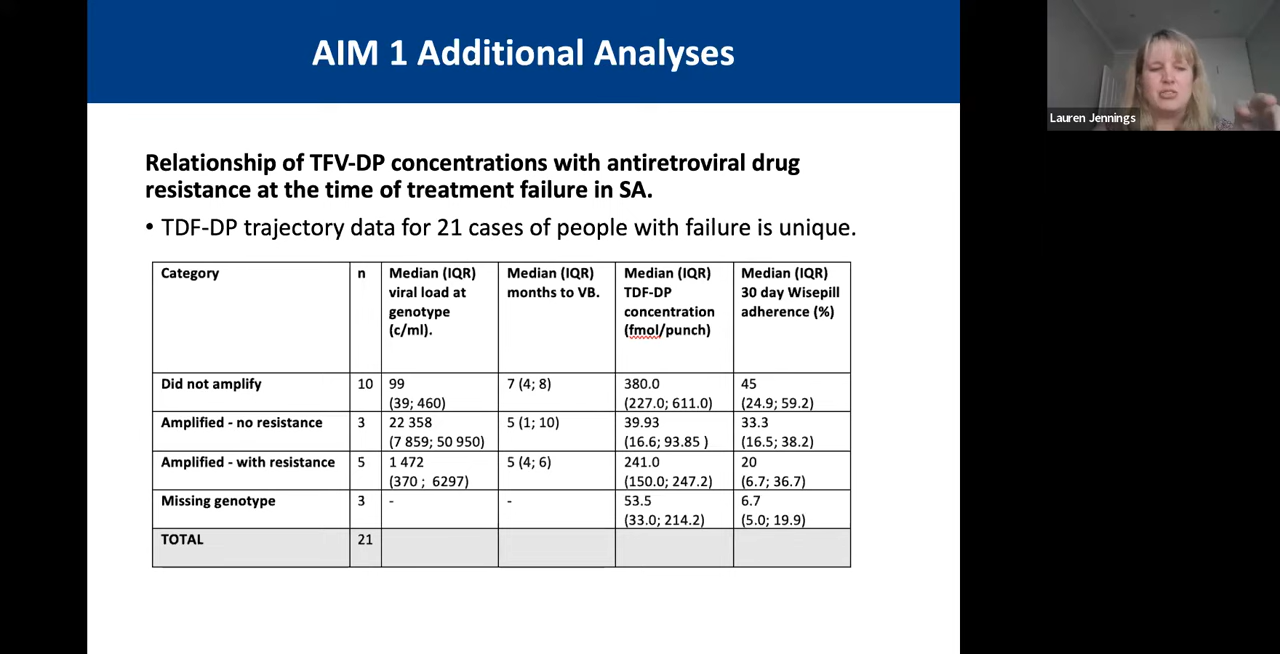 AIM 1 Additional Analyses
Lauren Jennings
Relationship of TFV-DP concentrations with antiretroviral drug
resistance at the time of treatment failure in SA.
• TDF-DP trajectory data for 21 cases of people with failure is unique.
Category
n
Median (IQR)
viral load at
genotype
(c/ml).
Median (IQR)
months to VB.
Median (IQR)
TDF-DP
concentration
(fmol/punch)
Median (IQR)
30 day Wisepill
adherence (%)
Did not amplify
10
99
(39; 460)
7 (4; 8)
380.0
(227.0; 611.0)
45
(24.9; 59.2)
Amplified - no resistance
3
22 358
(7 859; 50 950)
5 (1; 10)
39.93
(16.6; 93.85 )
33.3
(16.5; 38.2)
Amplified - with resistance
5
1 472
(370 ; 6297)
5 (4; 6)
241.0
(150.0; 247.2)
20
(6.7; 36.7)
Missing genotype
3
-
-
53.5
(33.0; 214.2)
6.7
(5.0; 19.9)
TOTAL
21